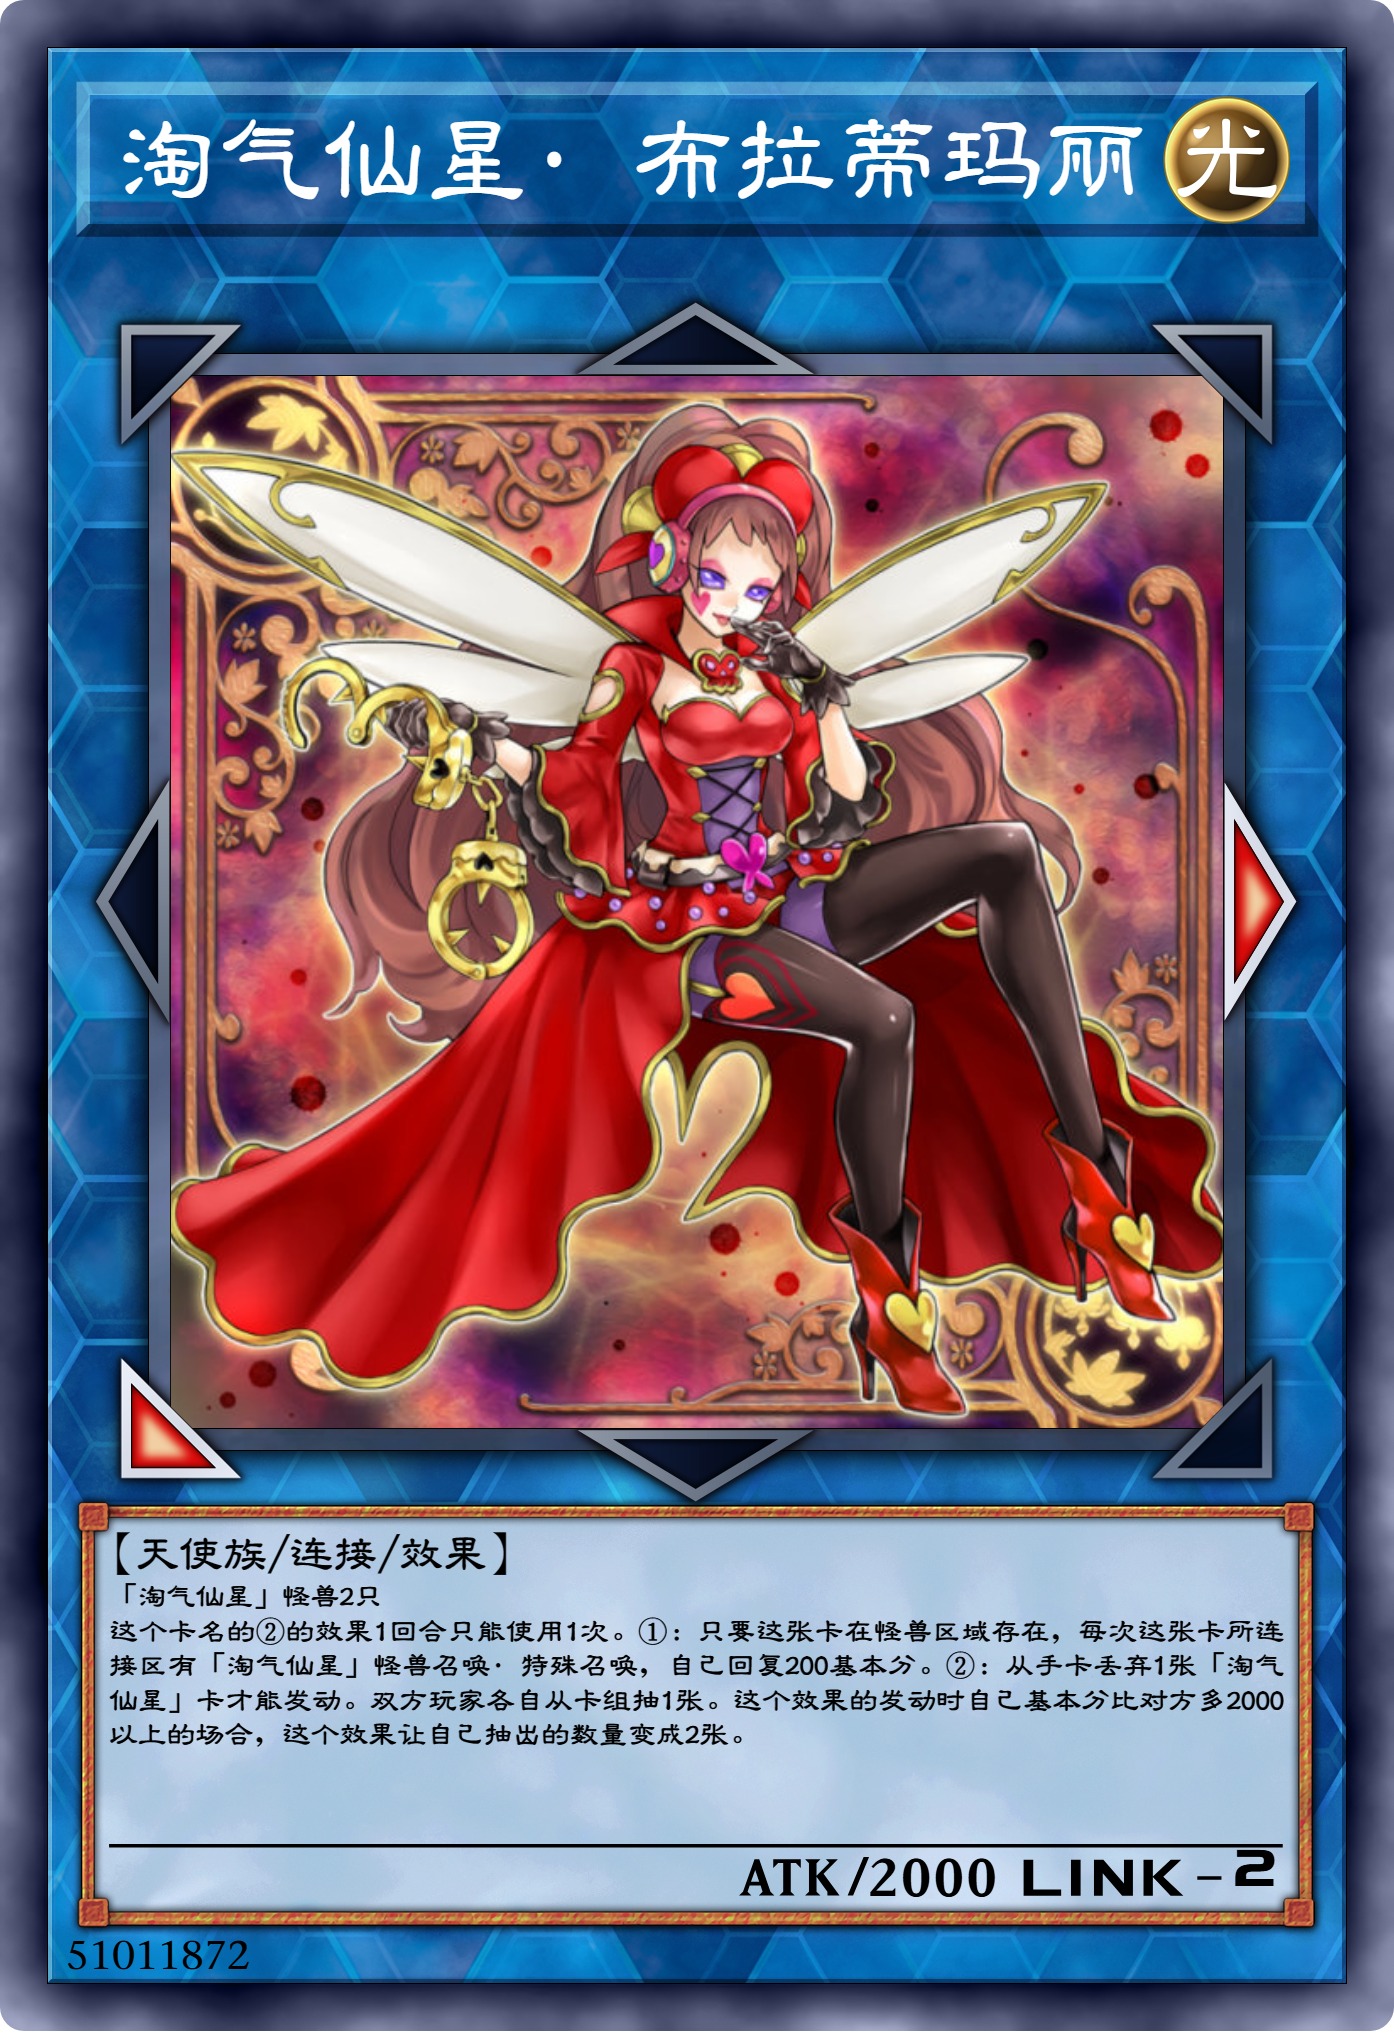 淘气仙星· 布拉蒂玛丽 光
【天使族/连接/效果】
「淘气仙星」怪兽2只
这个卡名的②的效果1回合只能使用1次。①：只要这张卡在怪兽区域存在，每次这张卡所连
接区有「淘气仙星」怪兽召唤·特殊召唤，自己回复200基本分。②：从手卡丢弃1张「淘气
仙星」卡才能发动。双方玩家各自从卡组抽1张。这个效果的发动时自己基本分比对方多2000
以上的场合，这个效果让自己抽出的数量变成2张。
ATK/2000 LINK-2
51011872